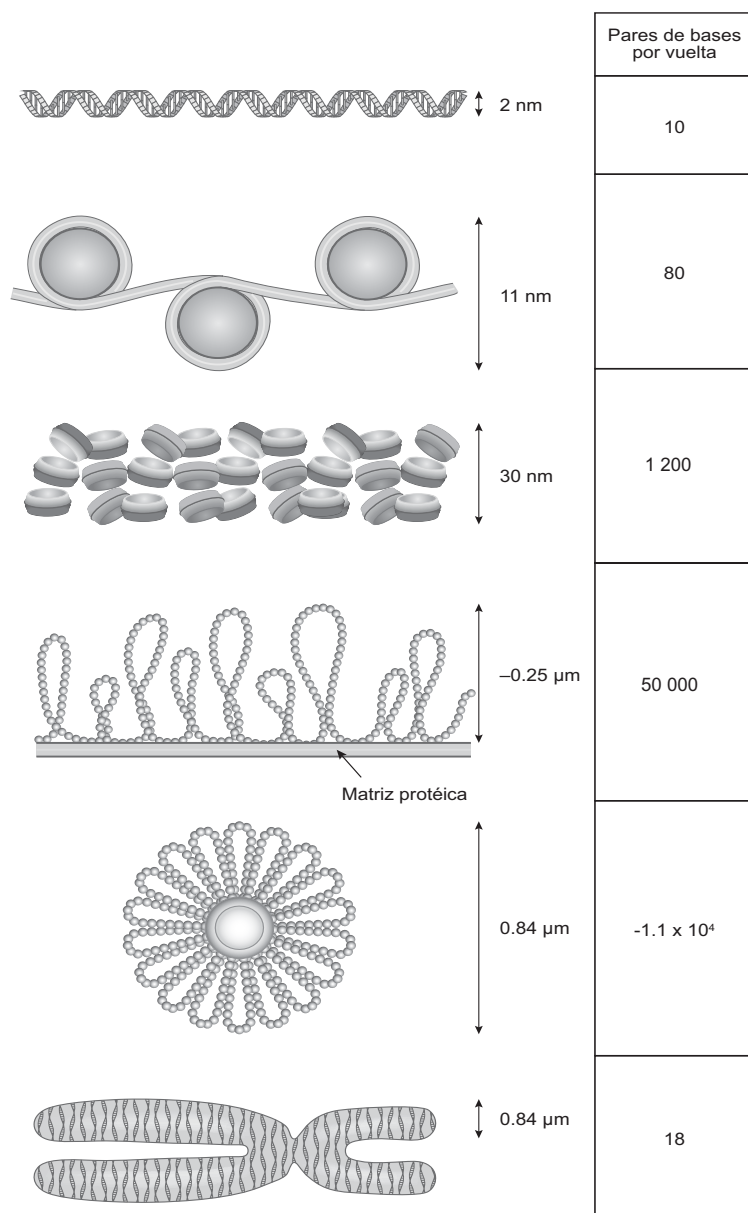 Pares de bases
por vuelta
2 nm
10
11 nm
80
30 nm
1 200
–0.25 µm
50 000
Matriz protéica
0.84 µm
-1.1 x 10⁴
0.84 µm
18